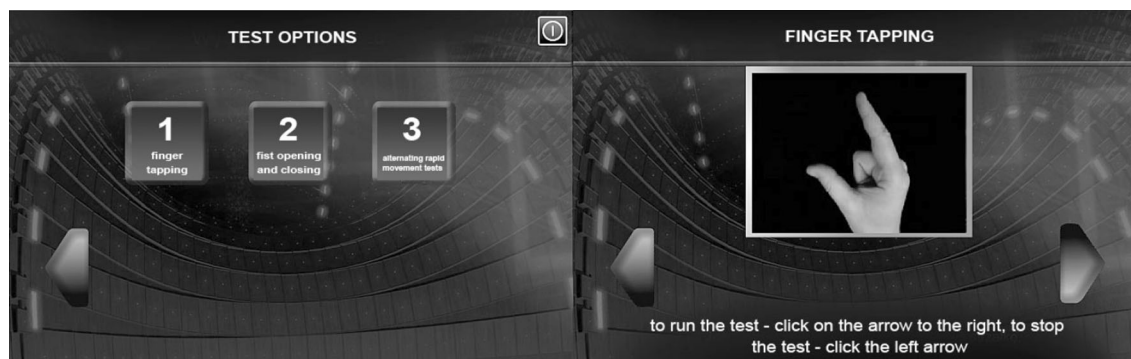 TEST OPTIONS
1
finger
tapping
2
fist opening
and closing
3
alternating rapid
movement tests
FINGER TAPPING
to run the test - click on the arrow to the right, to stop
the test - click the left arrow